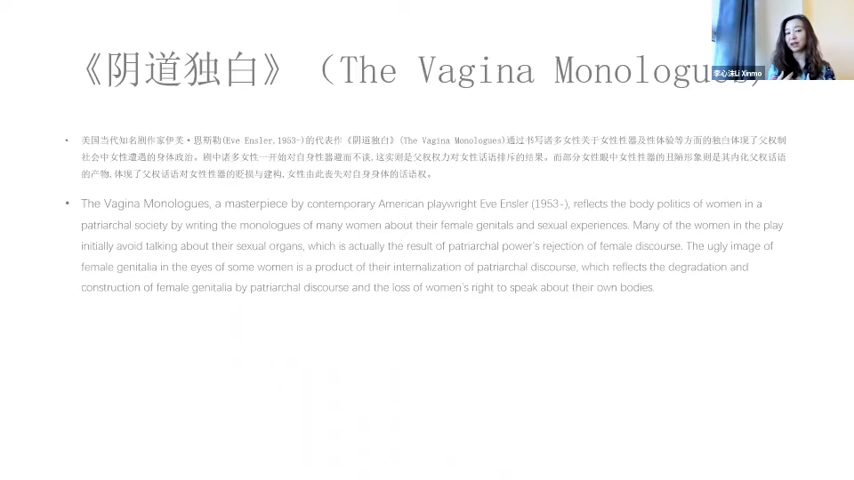 《阴道独白》（The Vagina Monologues）
李心沫Li Xinmo
• 美国当代知名剧作家伊芙·恩斯勒(Eve Ensler,1953-)的代表作《阴道独白》(The Vagina Monologues)通过书写诸多女性关于女性性器及性体验等方面的独白体现了父权制
社会中女性遭遇的身体政治。剧中诸多女性一开始对自身性器避而不谈,这实则是父权权力对女性话语排斥的结果。而部分女性眼中女性性器的丑陋形象则是其内化父权话语
的产物,体现了父权话语对女性性器的贬损与建构,女性由此丧失对自身身体的话语权。
• The Vagina Monologues, a masterpiece by contemporary American playwright Eve Ensler (1953-), reflects the body politics of women in a
patriarchal society by writing the monologues of many women about their female genitals and sexual experiences. Many of the women in the play
initially avoid talking about their sexual organs, which is actually the result of patriarchal power's rejection of female discourse. The ugly image of
female genitalia in the eyes of some women is a product of their internalization of patriarchal discourse, which reflects the degradation and
construction of female genitalia by patriarchal discourse and the loss of women's right to speak about their own bodies.